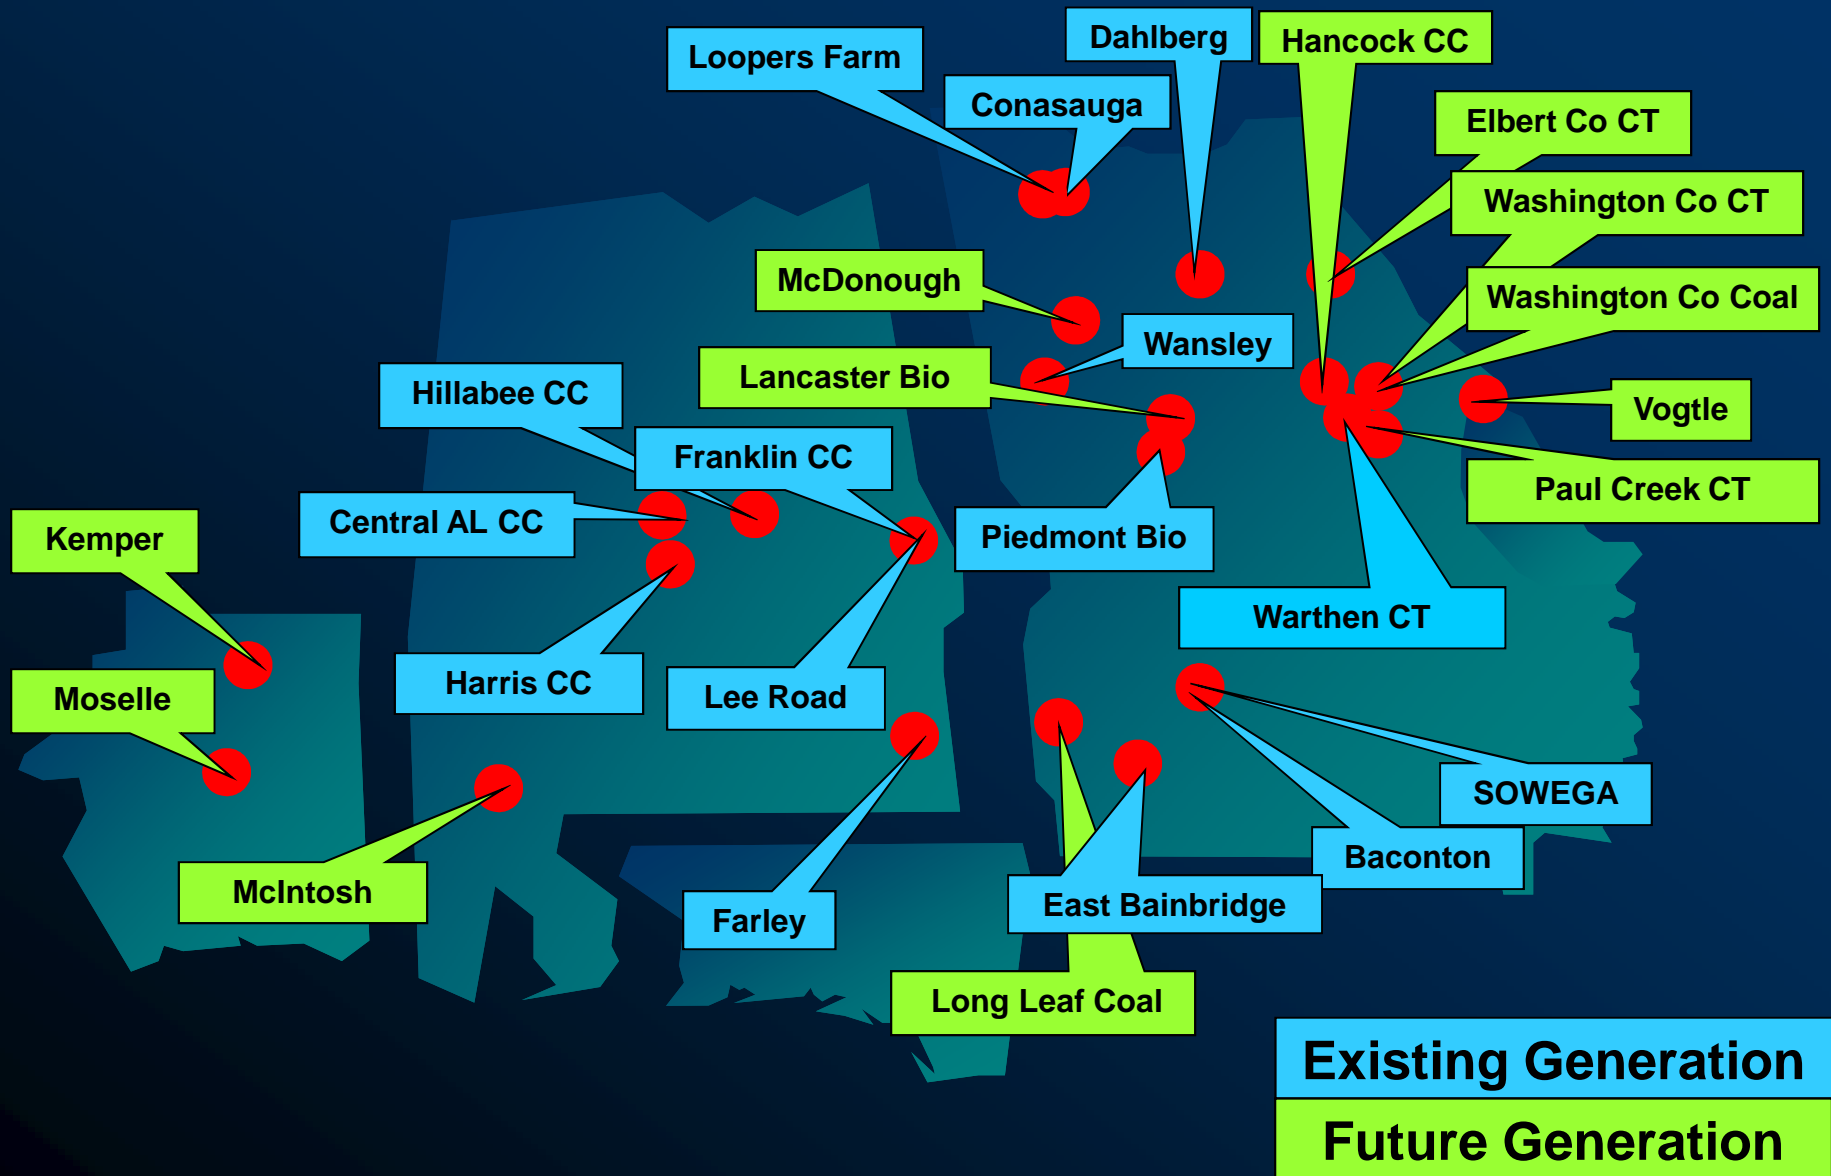 Dahlberg
Hancock CC
Loopers Farm
Conasauga
Elbert Co CT
Washington Co CT
McDonough
Washington Co Coal
Wansley
Lancaster Bio
Hillabee CC
Vogtle
Franklin CC
Paul Creek CT
Central AL CC
Kemper
Piedmont Bio
Warthen CT
Harris CC
Lee Road
Moselle
SOWEGA
Baconton
McIntosh
East Bainbridge
Farley
Long Leaf Coal
Existing Generation
Future Generation